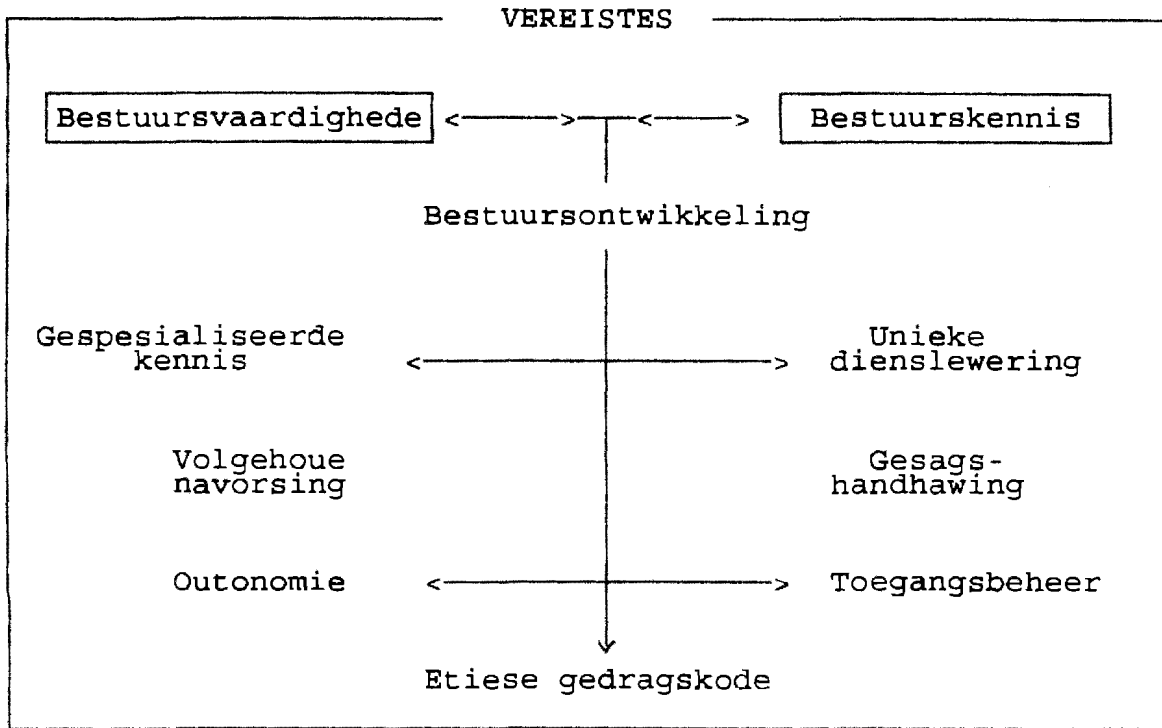 VEREISTES
Bestuursvaardighede <———>—<———> Bestuurskennis
Bestuursontwikkeling
Gespesialiseerde Unieke
kennis <———> dienslewering
Volgehoue Gesags-
navorsing handhawing
Outonomie <———> Toegangsbeheer
Etiese gedragskode